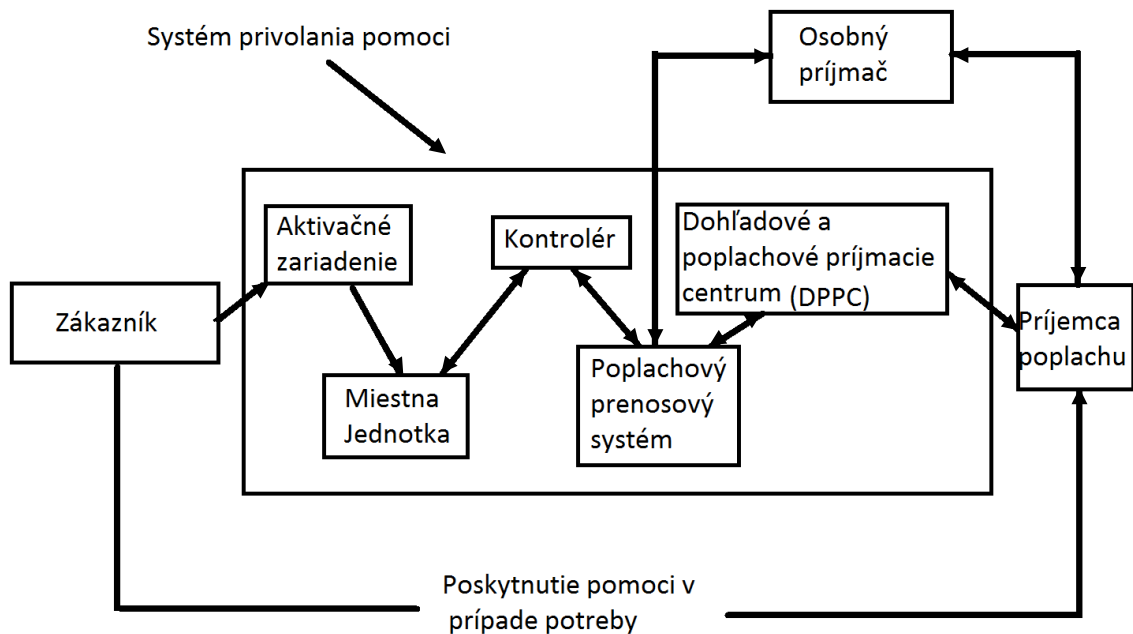 Systém privolania pomoci
Osobný
príjmač
Aktivačné
zariadenie
Kontrolér
Dohľadové a
poplachové príjmacie
centrum (DPPC)
Zákazník
Príjemca
poplachu
Miestna
Jednotka
Poplachový
prenosový
systém
Poskytnutie pomoci v
prípade potreby